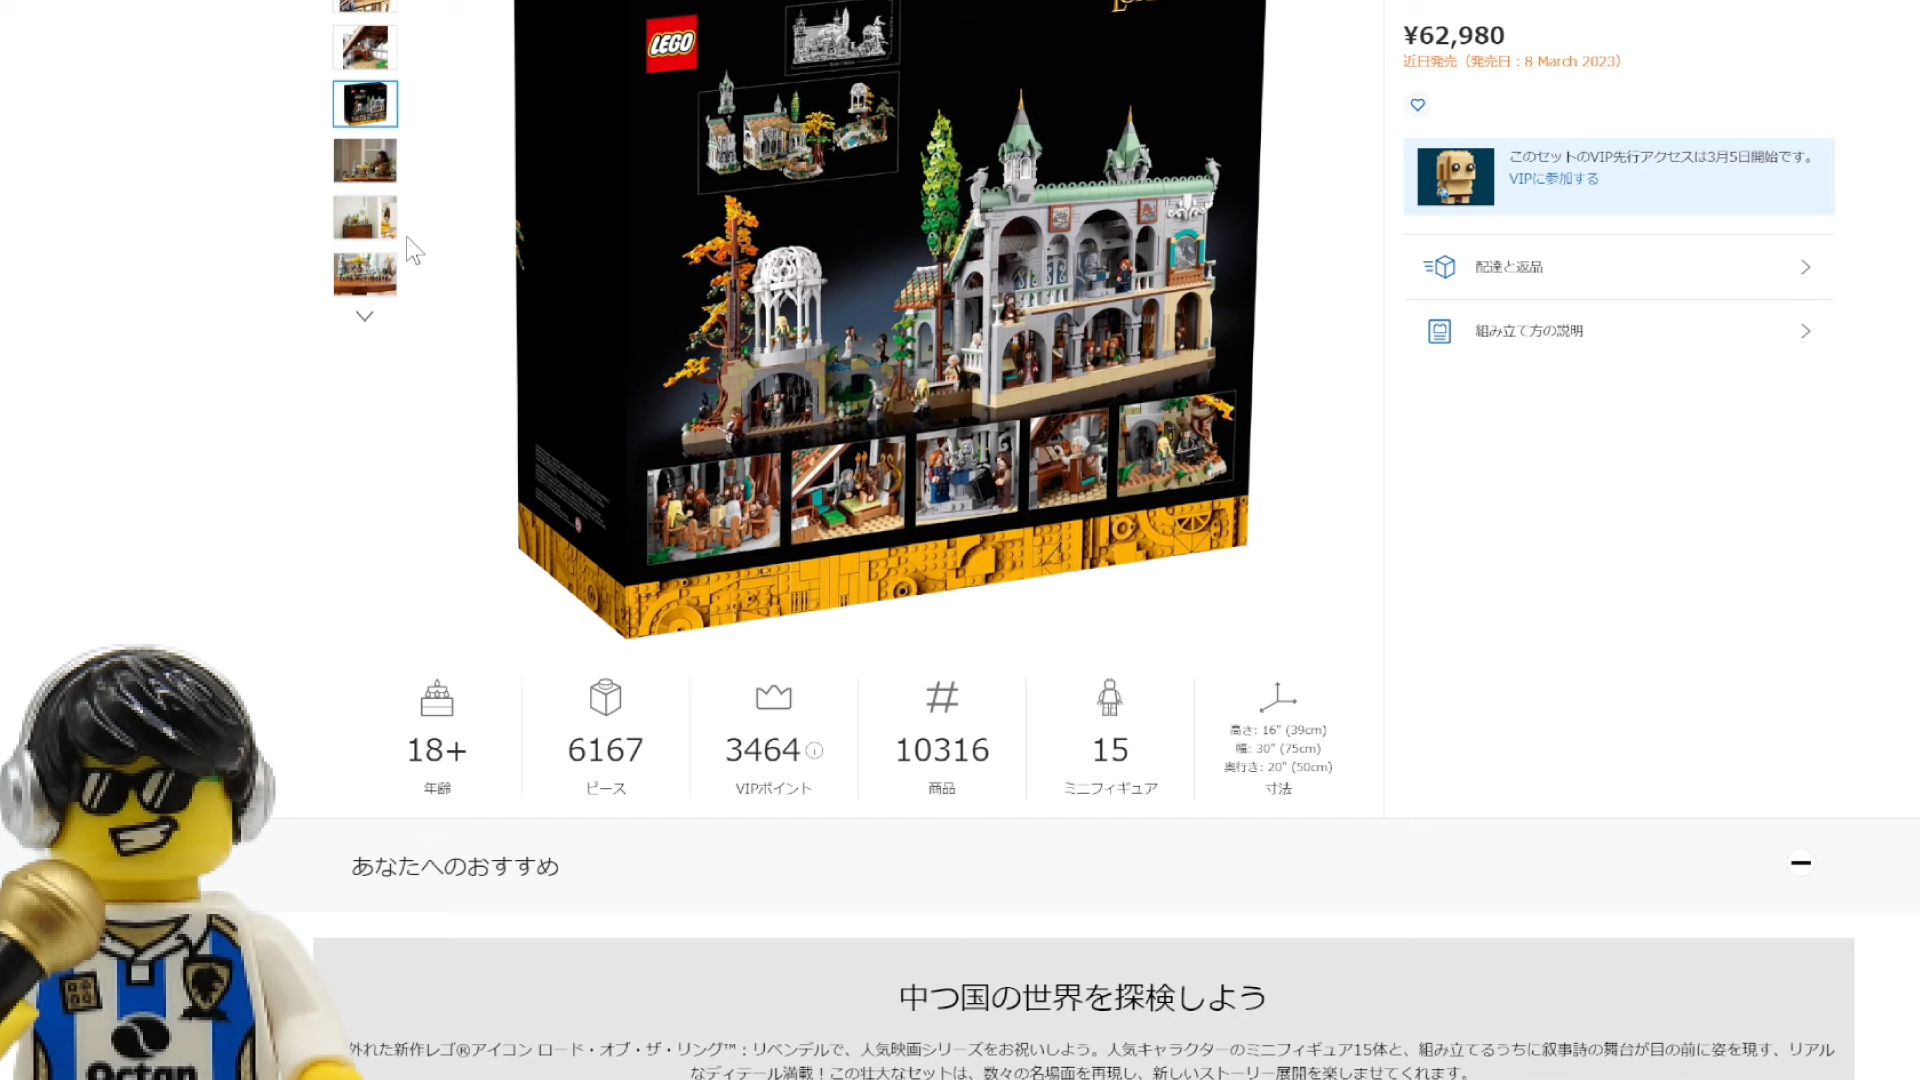 LEGO
¥62,980
近日発売（発売日：8 March 2023）
このセットのVIP先行アクセスは3月5日開始です。
VIPに参加する
配達と返品
組み立て方の説明
18+
年齢
6167
ピース
3464
VIPポイント
10316
商品
15
ミニフィギュア
高さ: 16" (39cm)
幅: 30" (75cm)
奥行き: 20" (50cm)
寸法
あなたへのおすすめ
中つ国の世界を探検しよう
外れた新作レゴ®アイコン ロード・オブ・ザ・リング™：リベンデルで、人気映画シリーズをお祝いしよう。人気キャラクターのミニフィギュア15体と、組み立てるうちに叙事詩の舞台が目の前に姿を現す、リアル
なディテール満載！この壮大なセットは、数々の名場面を再現し、新しいストーリー展開を楽しませてくれます。
Octan